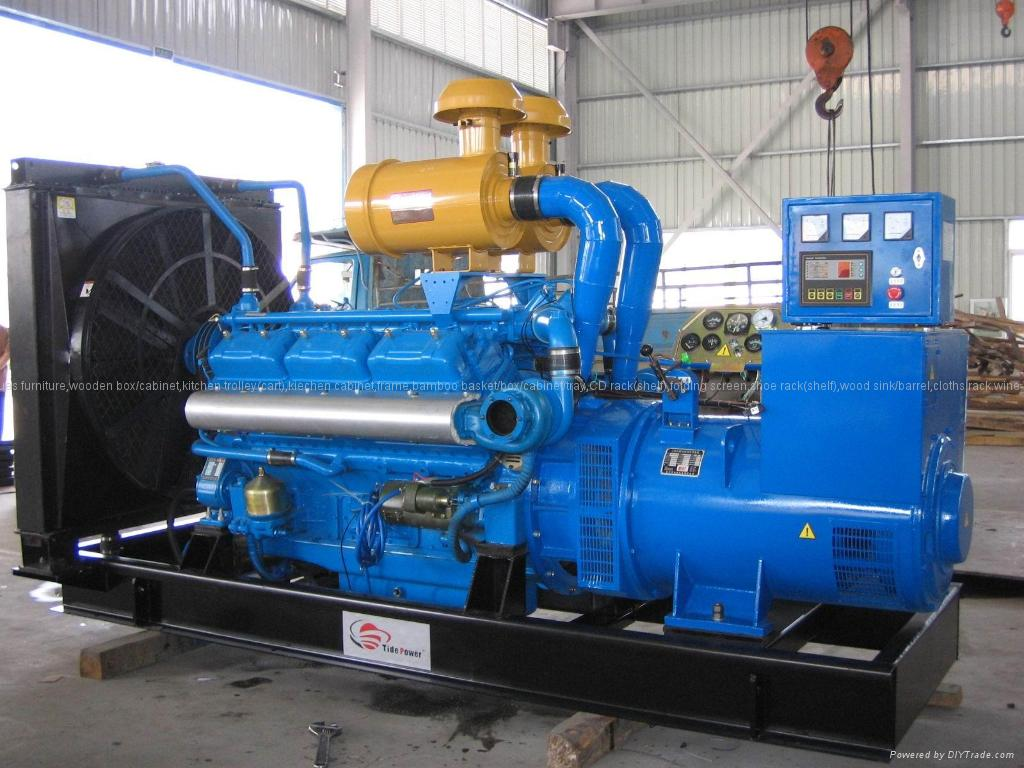 es furniture,wooden box/cabinet,kitchen trolley(cart),kiechen cabinet,frame,bamboo basket/box/cabinet/tray,CD rack(shelf),folding screen,shoe rack(shelf),wood sink/barrel,cloths rack,wine
Tide Power
Powered by DIYTrade.com